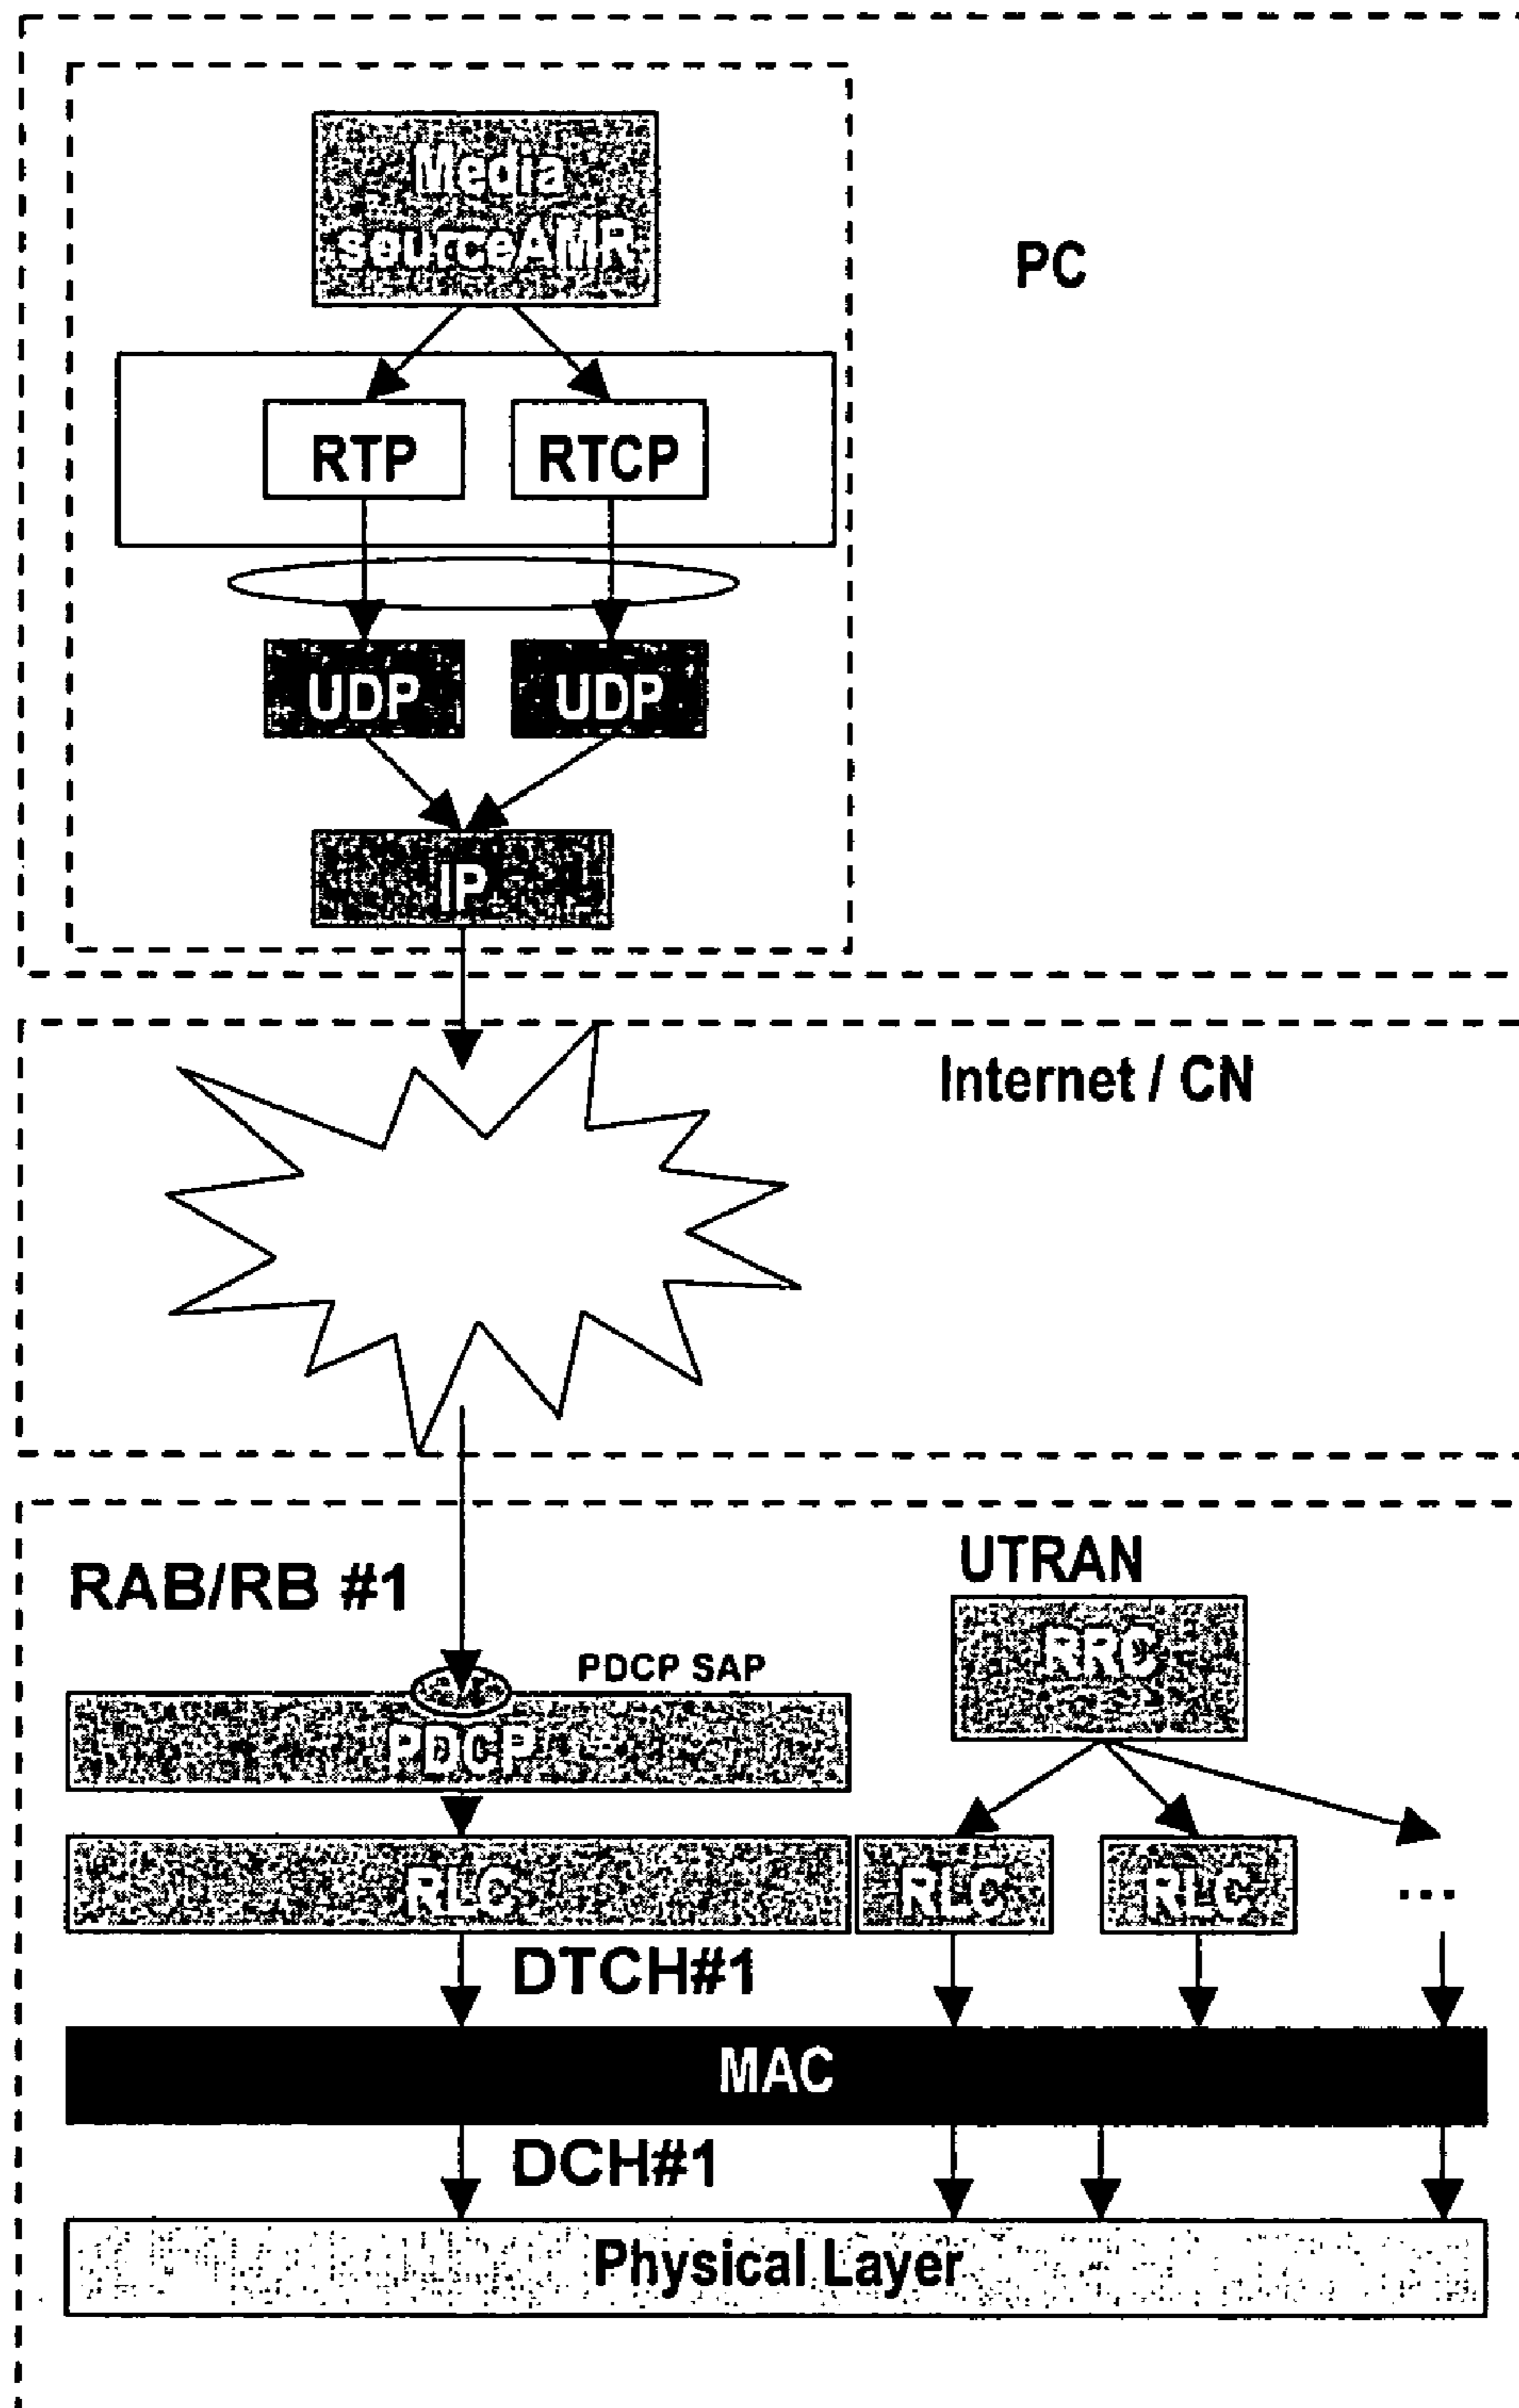 Media
sourceAMR
PC
RTP
RTCP
UDP
UDP
IP
Internet / CN
UTRAN
RAB/RB #1
RRC
PDCP SAP
PDCP
RLC
RLC
RLC
...
DTCH#1
MAC
DCH#1
Physical Layer